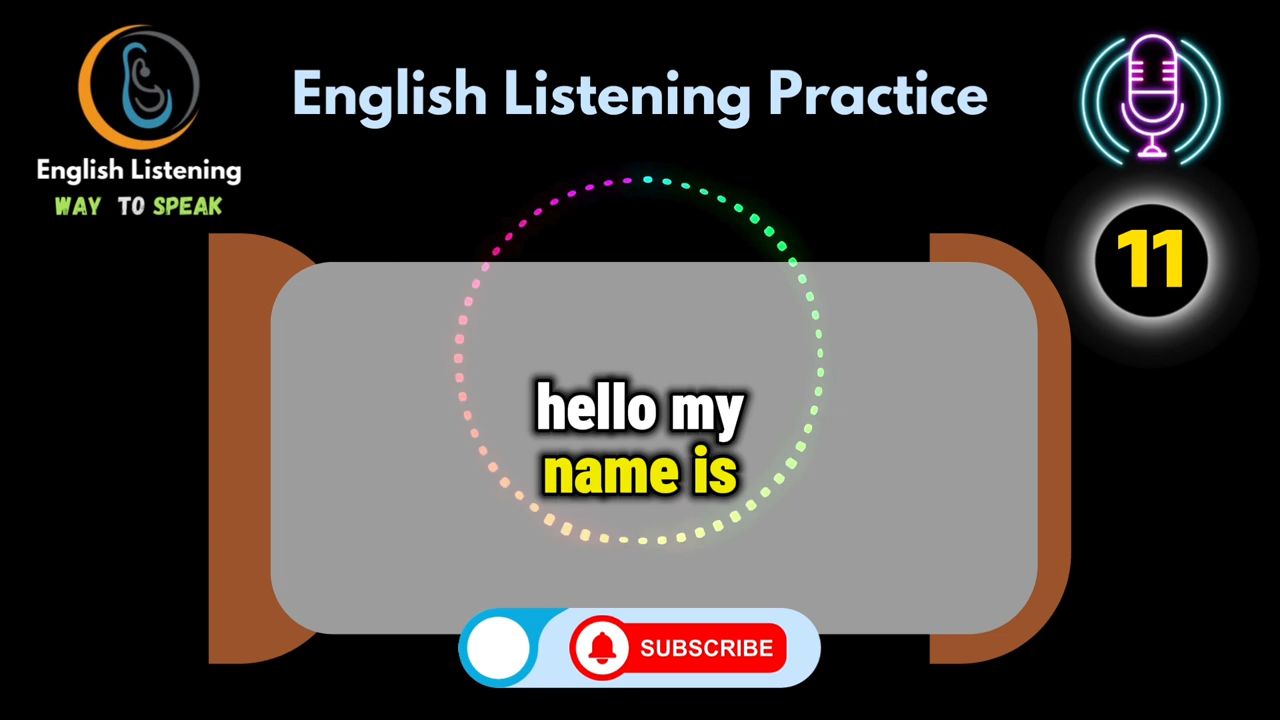 English Listening Practice
English Listening
WAY TO SPEAK
11
hello my
name is
SUBSCRIBE